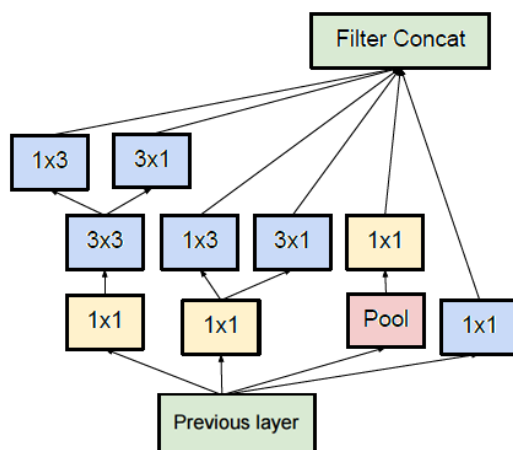 Filter Concat
1x3
3x1
3x3
1x3
3x1
1x1
1x1
1x1
Pool
1x1
Previous layer